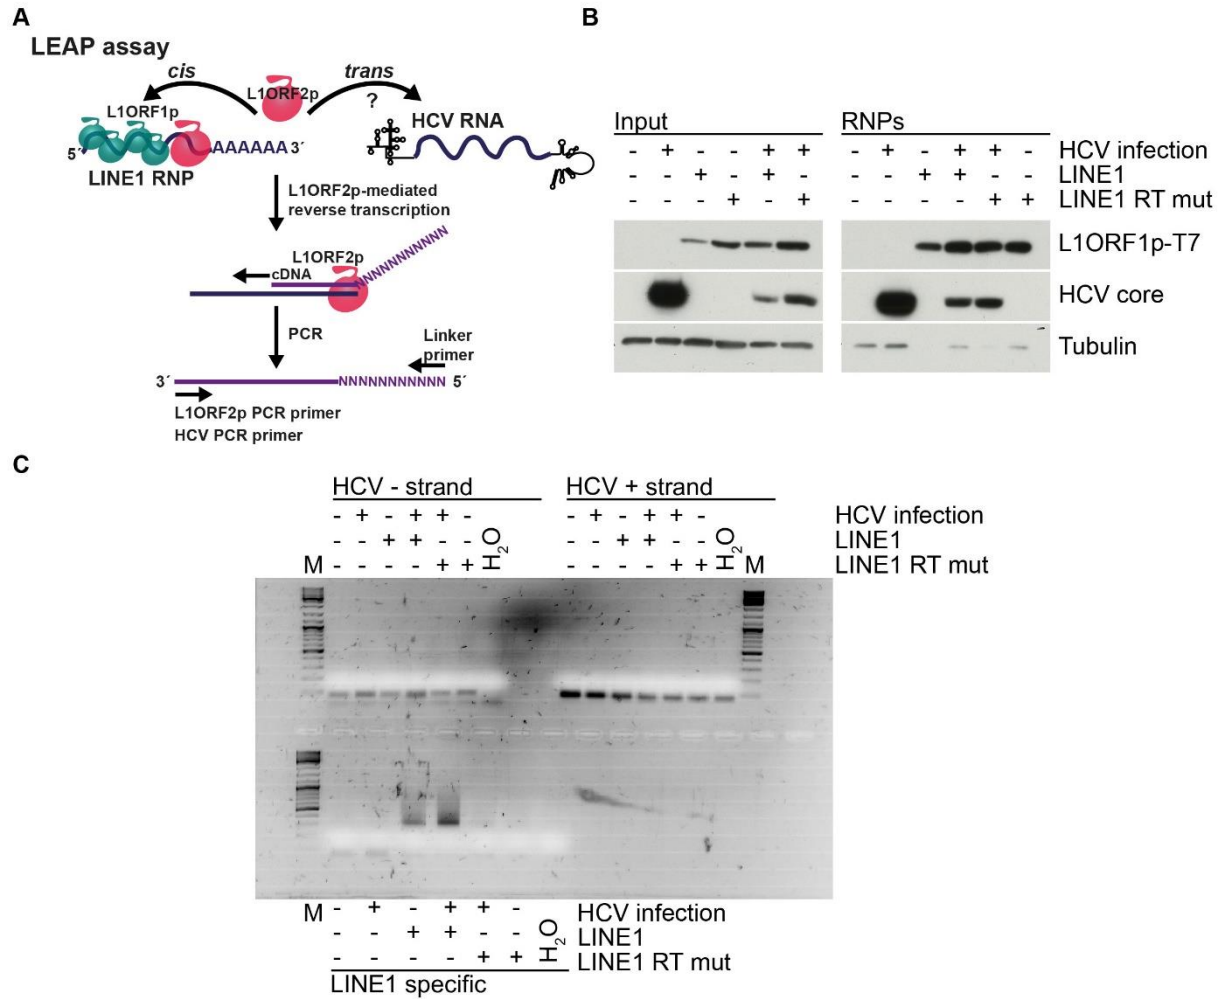 A
LEAP assay
cis
trans
L1ORF2p
?
L1ORF1p
HCV RNA
5´
AAAAAA 3´
LINE1 RNP
L1ORF2p-mediated
reverse transcription
L1ORF2p
cDNA
NNNNNNNNNNN
PCR
Linker
primer
3´
NNNNNNNNNNN 5´
L1ORF2p PCR primer
HCV PCR primer
B
Input
RNPs
- + - - + + - + - + + - HCV infection
- - + - + - - - + + - - LINE1
- - - + - + - - - - + + LINE1 RT mut
L1ORF1p-T7
HCV core
Tubulin
C
HCV - strand
HCV + strand
- + - + + - - + - + + - HCV infection
- - + + - - H2O - - + + - - H2O LINE1
M - - - - + + - - - - + + M LINE1 RT mut
M - + - + + - HCV infection
- - + + - - H2O LINE1
- - - - + + LINE1 RT mut
LINE1 specific